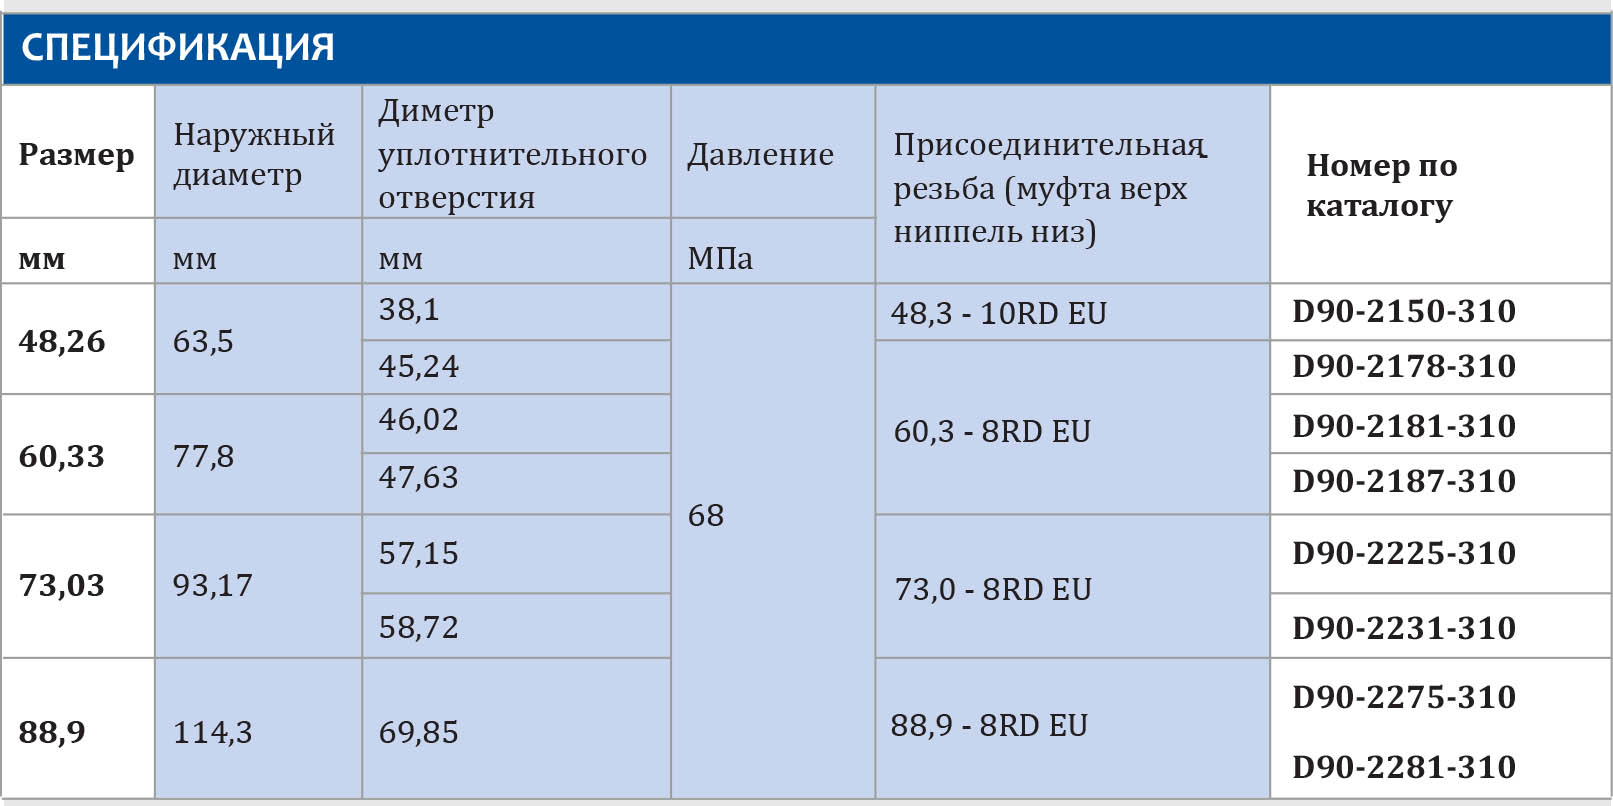 СПЕЦИФИКАЦИЯ
Размер
Наружный
диаметр
Диметр
уплотнительного
отверстия
Давление
Присоединительная
резьба (муфта верх
ниппель низ)
Номер по
каталогу
мм
мм
мм
МПа
48,26
63,5
38,1
68
48,3 - 10RD EU
D90-2150-310
45,24
60,3 - 8RD EU
D90-2178-310
60,33
77,8
46,02
D90-2181-310
47,63
D90-2187-310
73,03
93,17
57,15
73,0 - 8RD EU
D90-2225-310
58,72
D90-2231-310
88,9
114,3
69,85
88,9 - 8RD EU
D90-2275-310
D90-2281-310